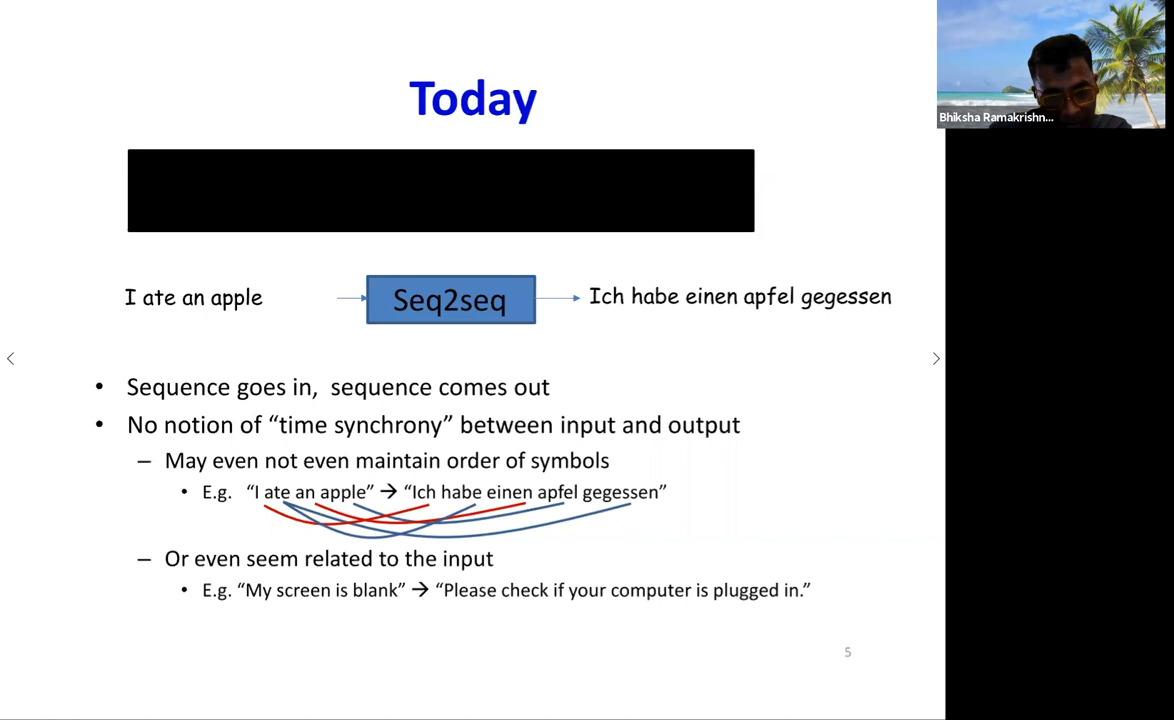 Today
Bhiksha Ramakrishn...
I ate an apple
Seq2seq
Ich habe einen apfel gegessen
• Sequence goes in, sequence comes out
• No notion of “time synchrony” between input and output
– May even not even maintain order of symbols
• E.g. “I ate an apple” → “Ich habe einen apfel gegessen”
– Or even seem related to the input
• E.g. “My screen is blank” → “Please check if your computer is plugged in.”
5